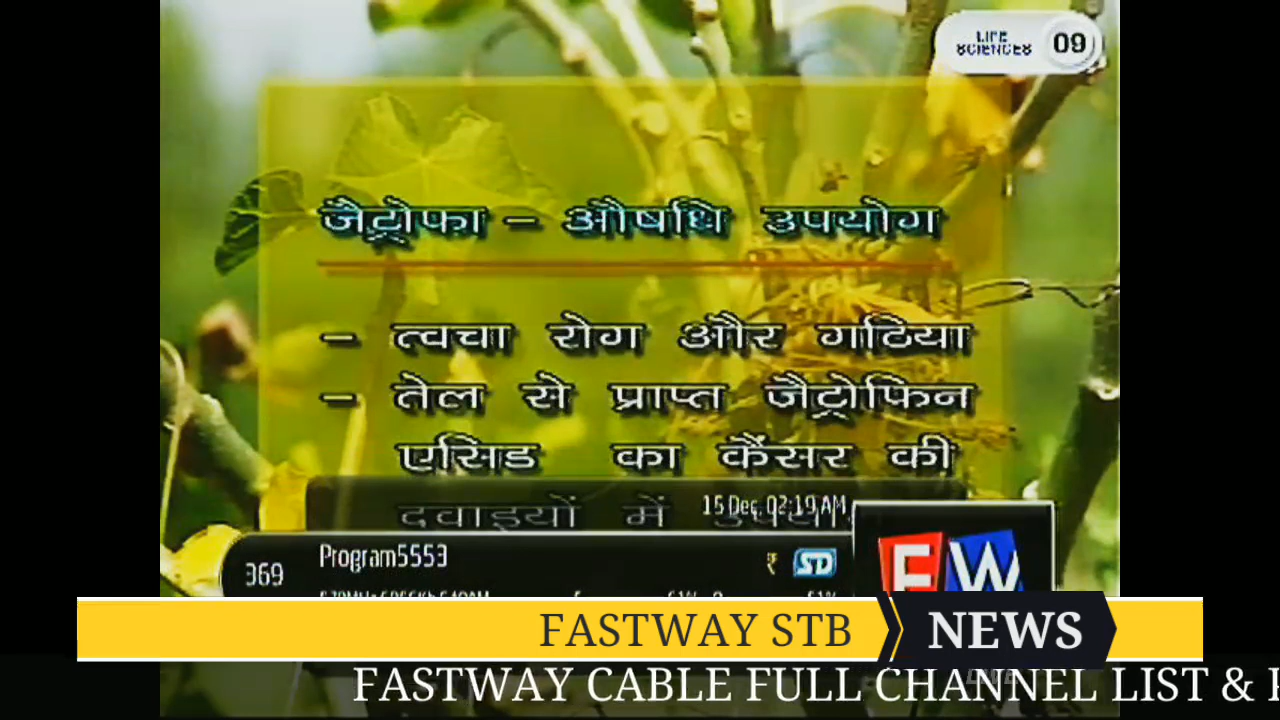 LIFE
SCIENCES 09
जैट्रोफा – औषधि उपयोग
– त्वचा रोग और गठिया
– तेल से प्राप्त जैट्रोफिन
एसिड का कैंसर की
दवाइयों में
15 Dec, 02:19 AM
369 Program5553 ₹ SD
FW
FASTWAY STB NEWS
FASTWAY CABLE FULL CHANNEL LIST &